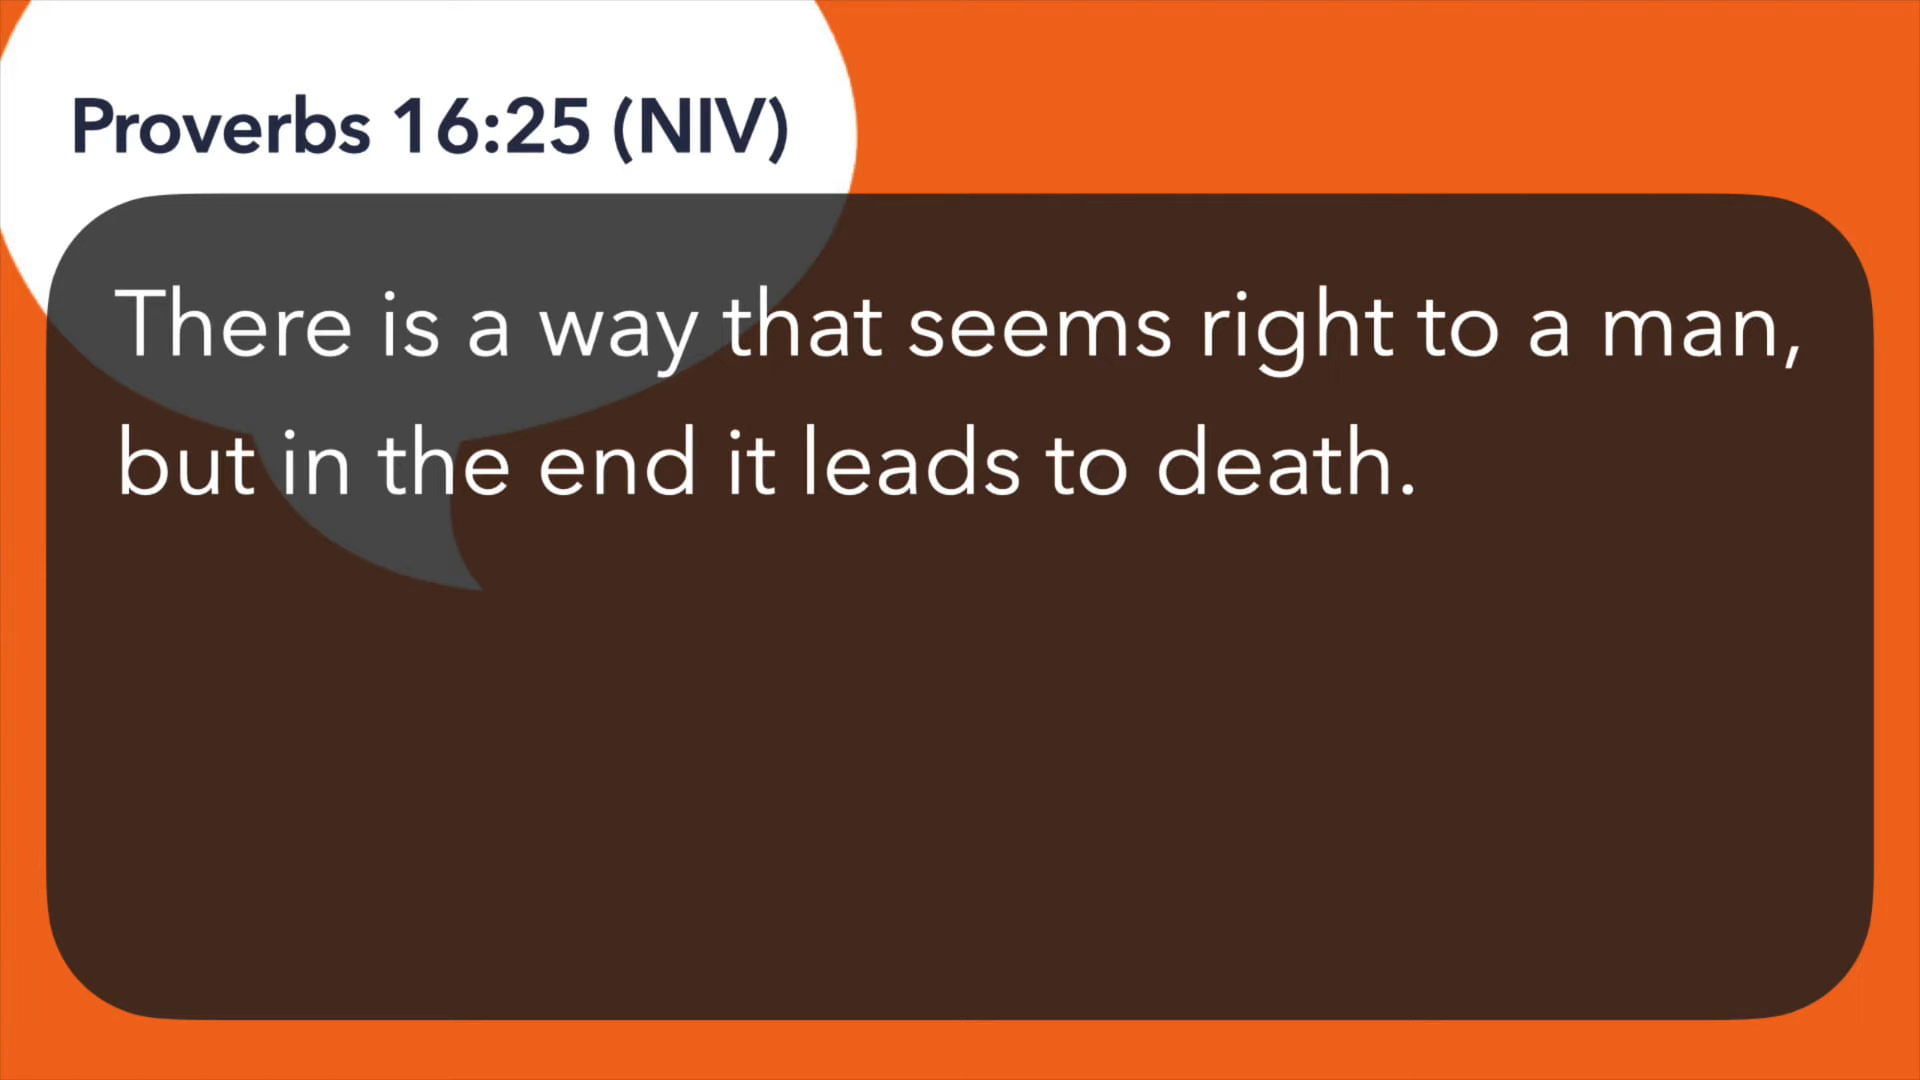 Proverbs 16:25 (NIV)
There is a way that seems right to a man,
but in the end it leads to death.